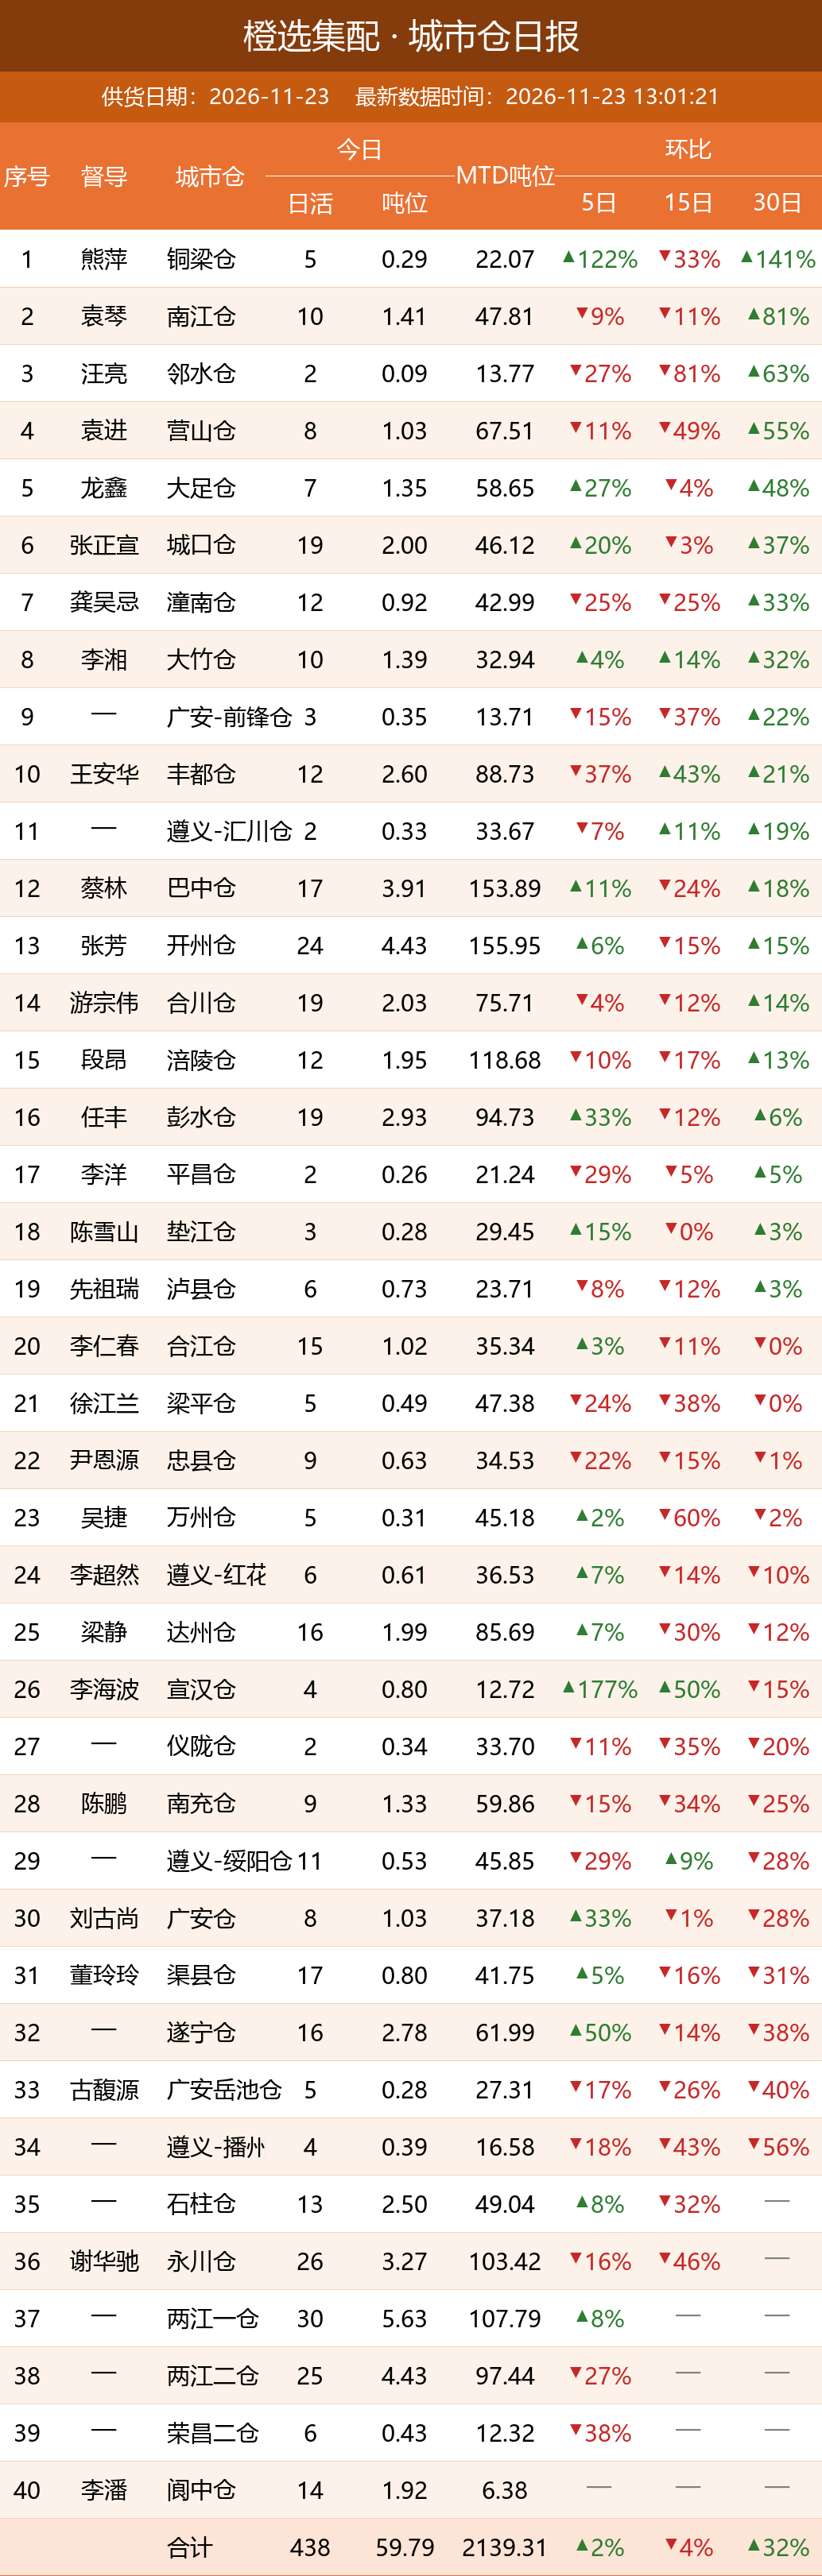 橙选集配 · 城市仓日报
供货日期：2026-11-23 最新数据时间：2026-11-23 13:01:21
序号 督导 城市仓 今日 MTD吨位 环比
日活 吨位 5日 15日 30日
1 熊萍 铜梁仓 5 0.29 22.07 ▲122% ▼33% ▲141%
2 袁琴 南江仓 10 1.41 47.81 ▼9% ▼11% ▲81%
3 汪亮 邻水仓 2 0.09 13.77 ▼27% ▼81% ▲63%
4 袁进 营山仓 8 1.03 67.51 ▼11% ▼49% ▲55%
5 龙鑫 大足仓 7 1.35 58.65 ▲27% ▼4% ▲48%
6 张正宣 城口仓 19 2.00 46.12 ▲20% ▼3% ▲37%
7 龚吴忌 潼南仓 12 0.92 42.99 ▼25% ▼25% ▲33%
8 李湘 大竹仓 10 1.39 32.94 ▲4% ▲14% ▲32%
9 — 广安-前锋仓 3 0.35 13.71 ▼15% ▼37% ▲22%
10 王安华 丰都仓 12 2.60 88.73 ▼37% ▲43% ▲21%
11 — 遵义-汇川仓 2 0.33 33.67 ▼7% ▲11% ▲19%
12 蔡林 巴中仓 17 3.91 153.89 ▲11% ▼24% ▲18%
13 张芳 开州仓 24 4.43 155.95 ▲6% ▼15% ▲15%
14 游宗伟 合川仓 19 2.03 75.71 ▼4% ▼12% ▲14%
15 段昂 涪陵仓 12 1.95 118.68 ▼10% ▼17% ▲13%
16 任丰 彭水仓 19 2.93 94.73 ▲33% ▼12% ▲6%
17 李洋 平昌仓 2 0.26 21.24 ▼29% ▼5% ▲5%
18 陈雪山 垫江仓 3 0.28 29.45 ▲15% ▼0% ▲3%
19 先祖瑞 泸县仓 6 0.73 23.71 ▼8% ▼12% ▲3%
20 李仁春 合江仓 15 1.02 35.34 ▲3% ▼11% ▼0%
21 徐江兰 梁平仓 5 0.49 47.38 ▼24% ▼38% ▼0%
22 尹恩源 忠县仓 9 0.63 34.53 ▼22% ▼15% ▼1%
23 吴捷 万州仓 5 0.31 45.18 ▲2% ▼60% ▼2%
24 李超然 遵义-红花 6 0.61 36.53 ▲7% ▼14% ▼10%
25 梁静 达州仓 16 1.99 85.69 ▲7% ▼30% ▼12%
26 李海波 宣汉仓 4 0.80 12.72 ▲177% ▲50% ▼15%
27 — 仪陇仓 2 0.34 33.70 ▼11% ▼35% ▼20%
28 陈鹏 南充仓 9 1.33 59.86 ▼15% ▼34% ▼25%
29 — 遵义-绥阳仓 11 0.53 45.85 ▼29% ▲9% ▼28%
30 刘古尚 广安仓 8 1.03 37.18 ▲33% ▼1% ▼28%
31 董玲玲 渠县仓 17 0.80 41.75 ▲5% ▼16% ▼31%
32 — 遂宁仓 16 2.78 61.99 ▲50% ▼14% ▼38%
33 古馥源 广安岳池仓 5 0.28 27.31 ▼17% ▼26% ▼40%
34 — 遵义-播州 4 0.39 16.58 ▼18% ▼43% ▼56%
35 — 石柱仓 13 2.50 49.04 ▲8% ▼32% —
36 谢华驰 永川仓 26 3.27 103.42 ▼16% ▼46% —
37 — 两江一仓 30 5.63 107.79 ▲8% — —
38 — 两江二仓 25 4.43 97.44 ▼27% — —
39 — 荣昌二仓 6 0.43 12.32 ▼38% — —
40 李潘 阆中仓 14 1.92 6.38 — — —
合计 438 59.79 2139.31 ▲2% ▼4% ▲32%